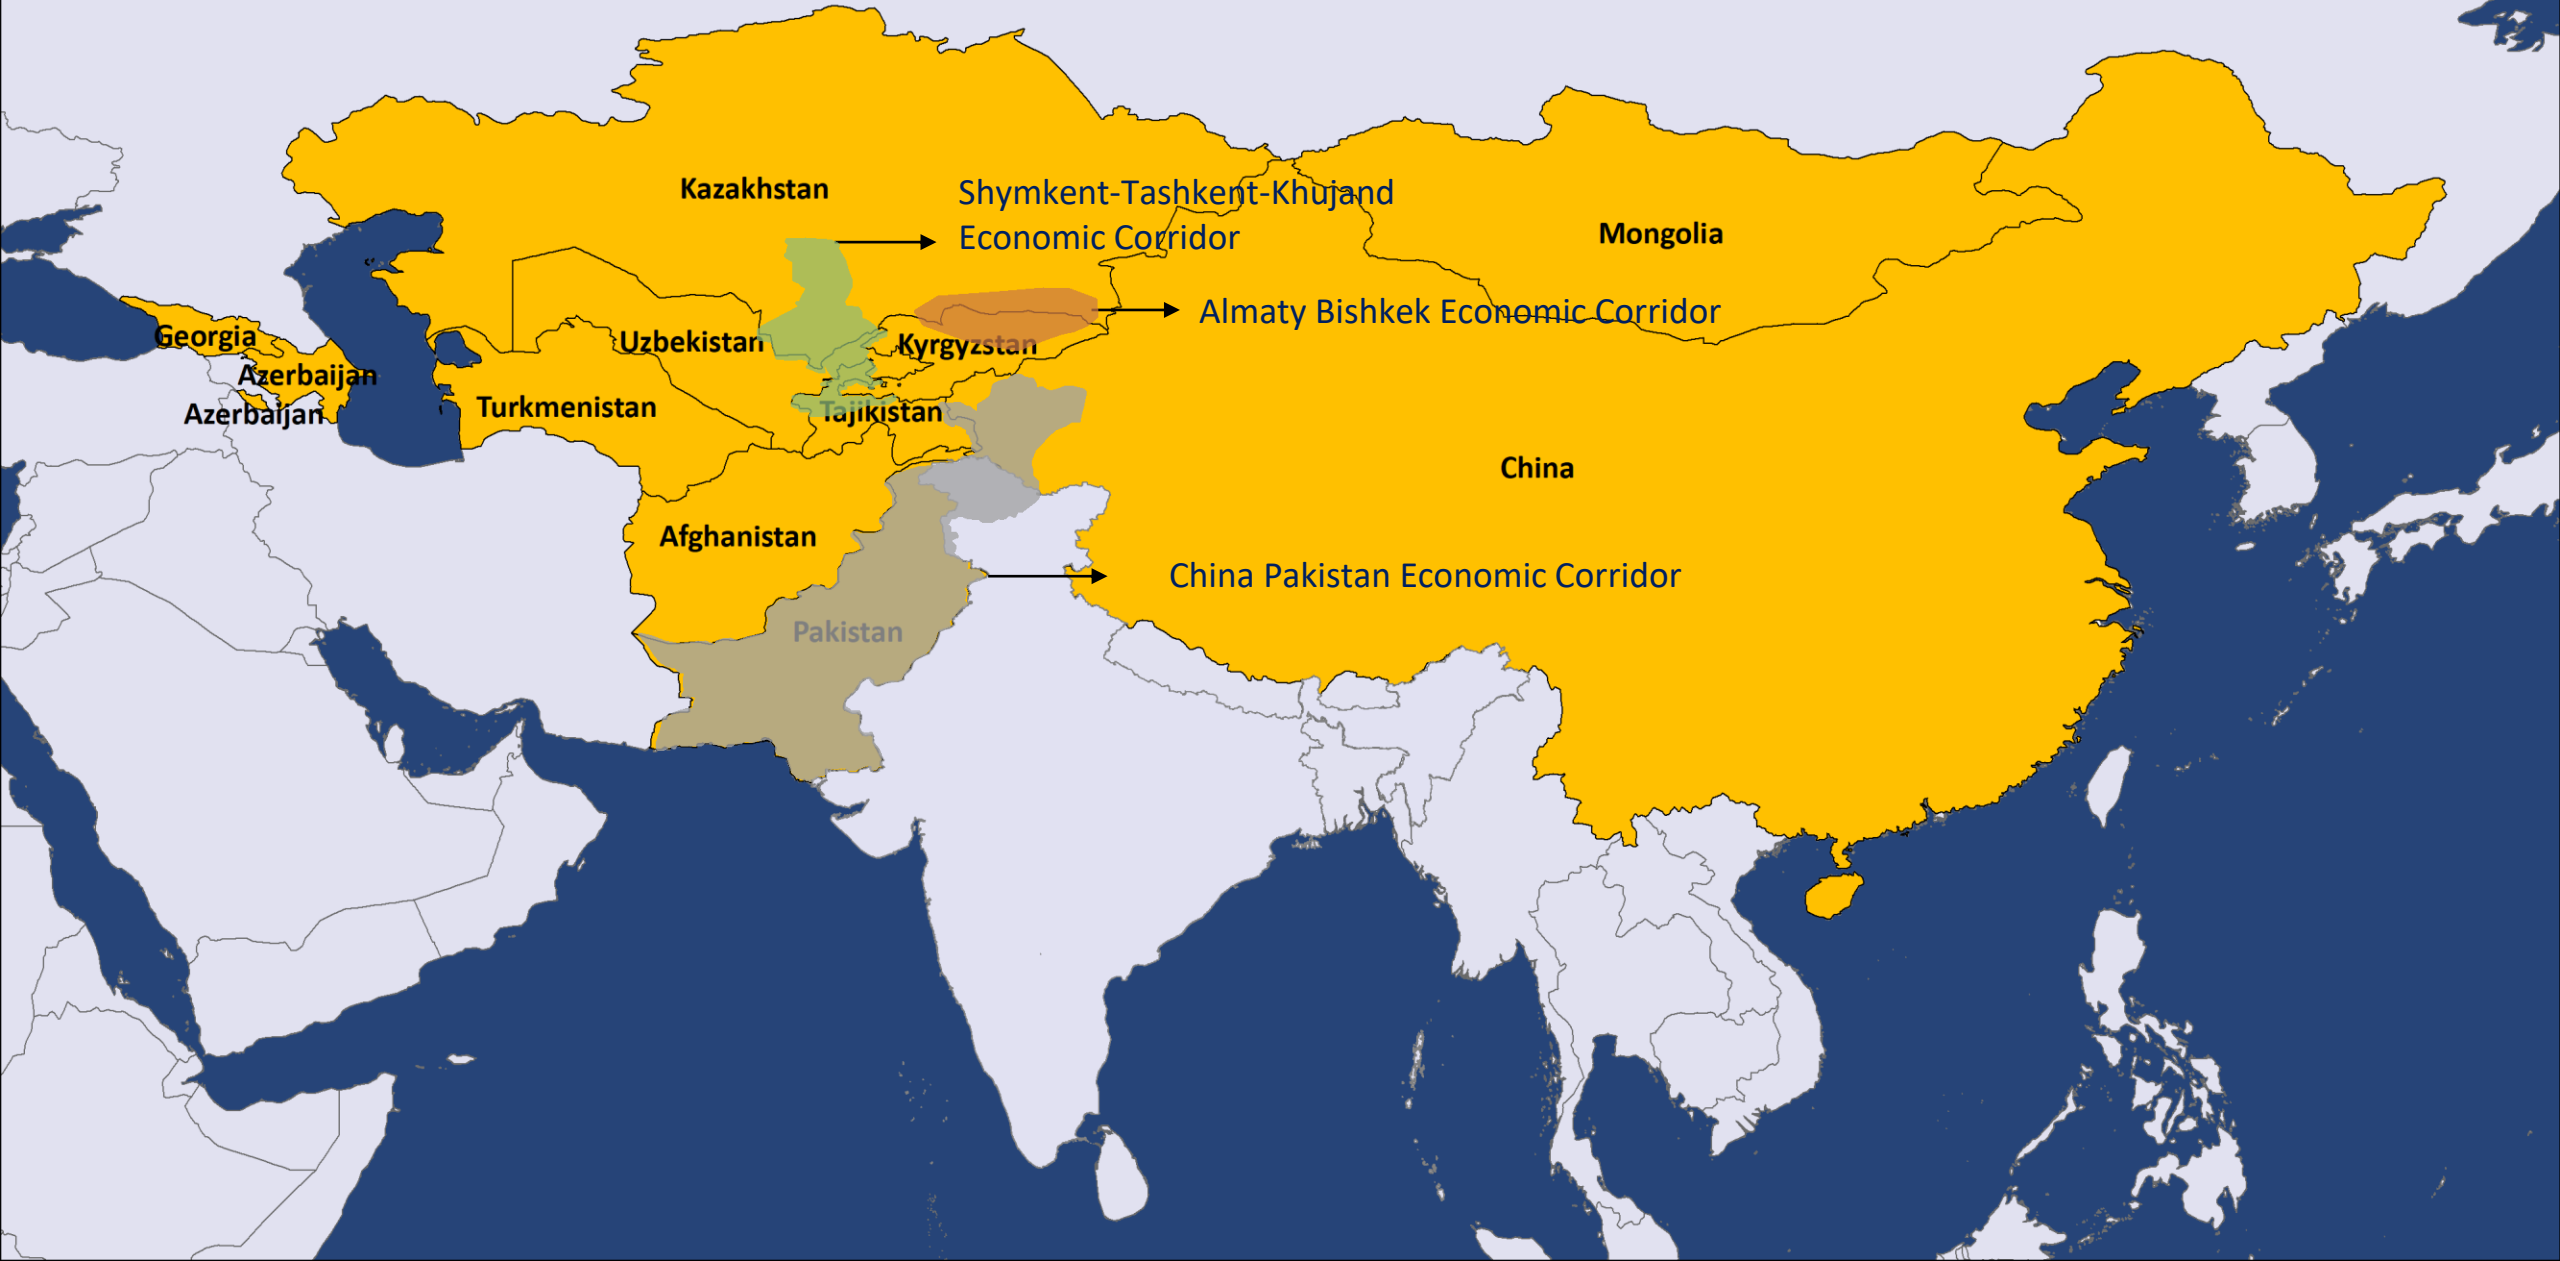 Kazakhstan
Shymkent-Tashkent-Khujand
Economic Corridor
Mongolia
Almaty Bishkek Economic Corridor
Georgia
Uzbekistan
Kyrgyzstan
Azerbaijan
Azerbaijan
Turkmenistan
Tajikistan
China
Afghanistan
China Pakistan Economic Corridor
Pakistan